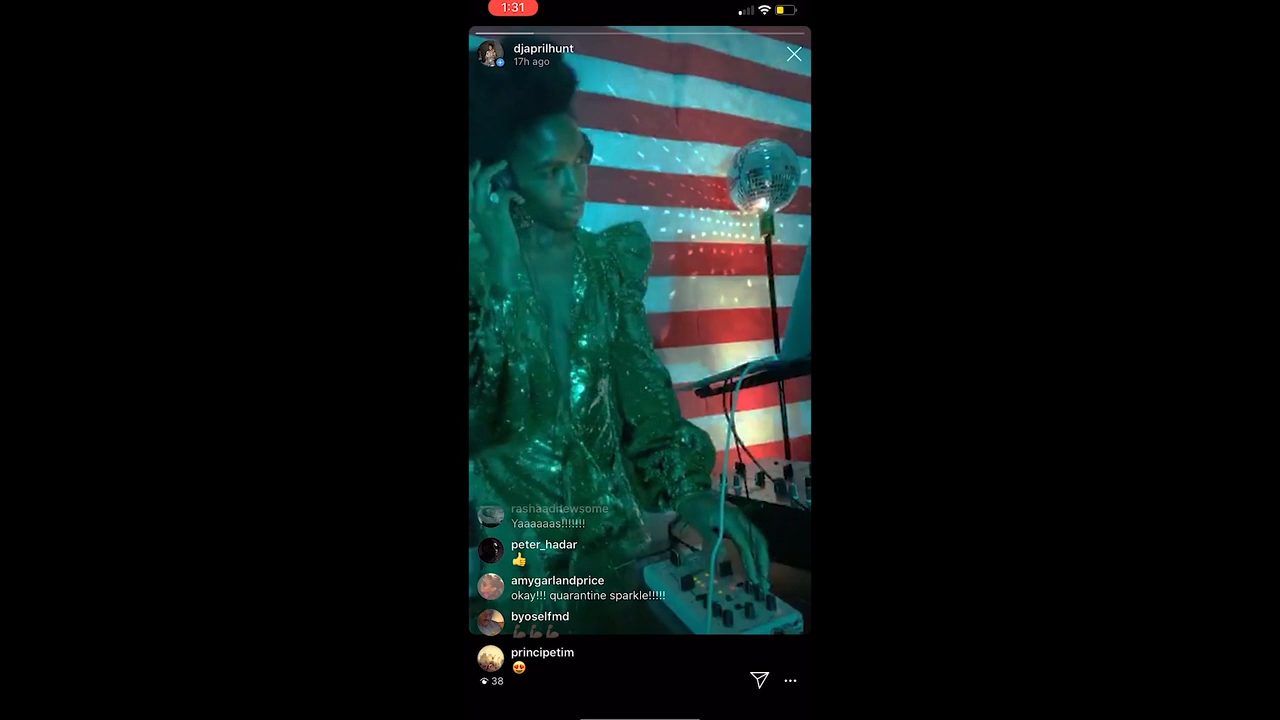 1:31
djaprilhunt
17h ago
rashaadnewsome
Yaaaaaas!!!!!!!
peter_hadar
👍
amygarlandprice
okay!!! quarantine sparkle!!!!!
byoselfmd
💪🏿💪🏿💪🏿
principetim
😍
38